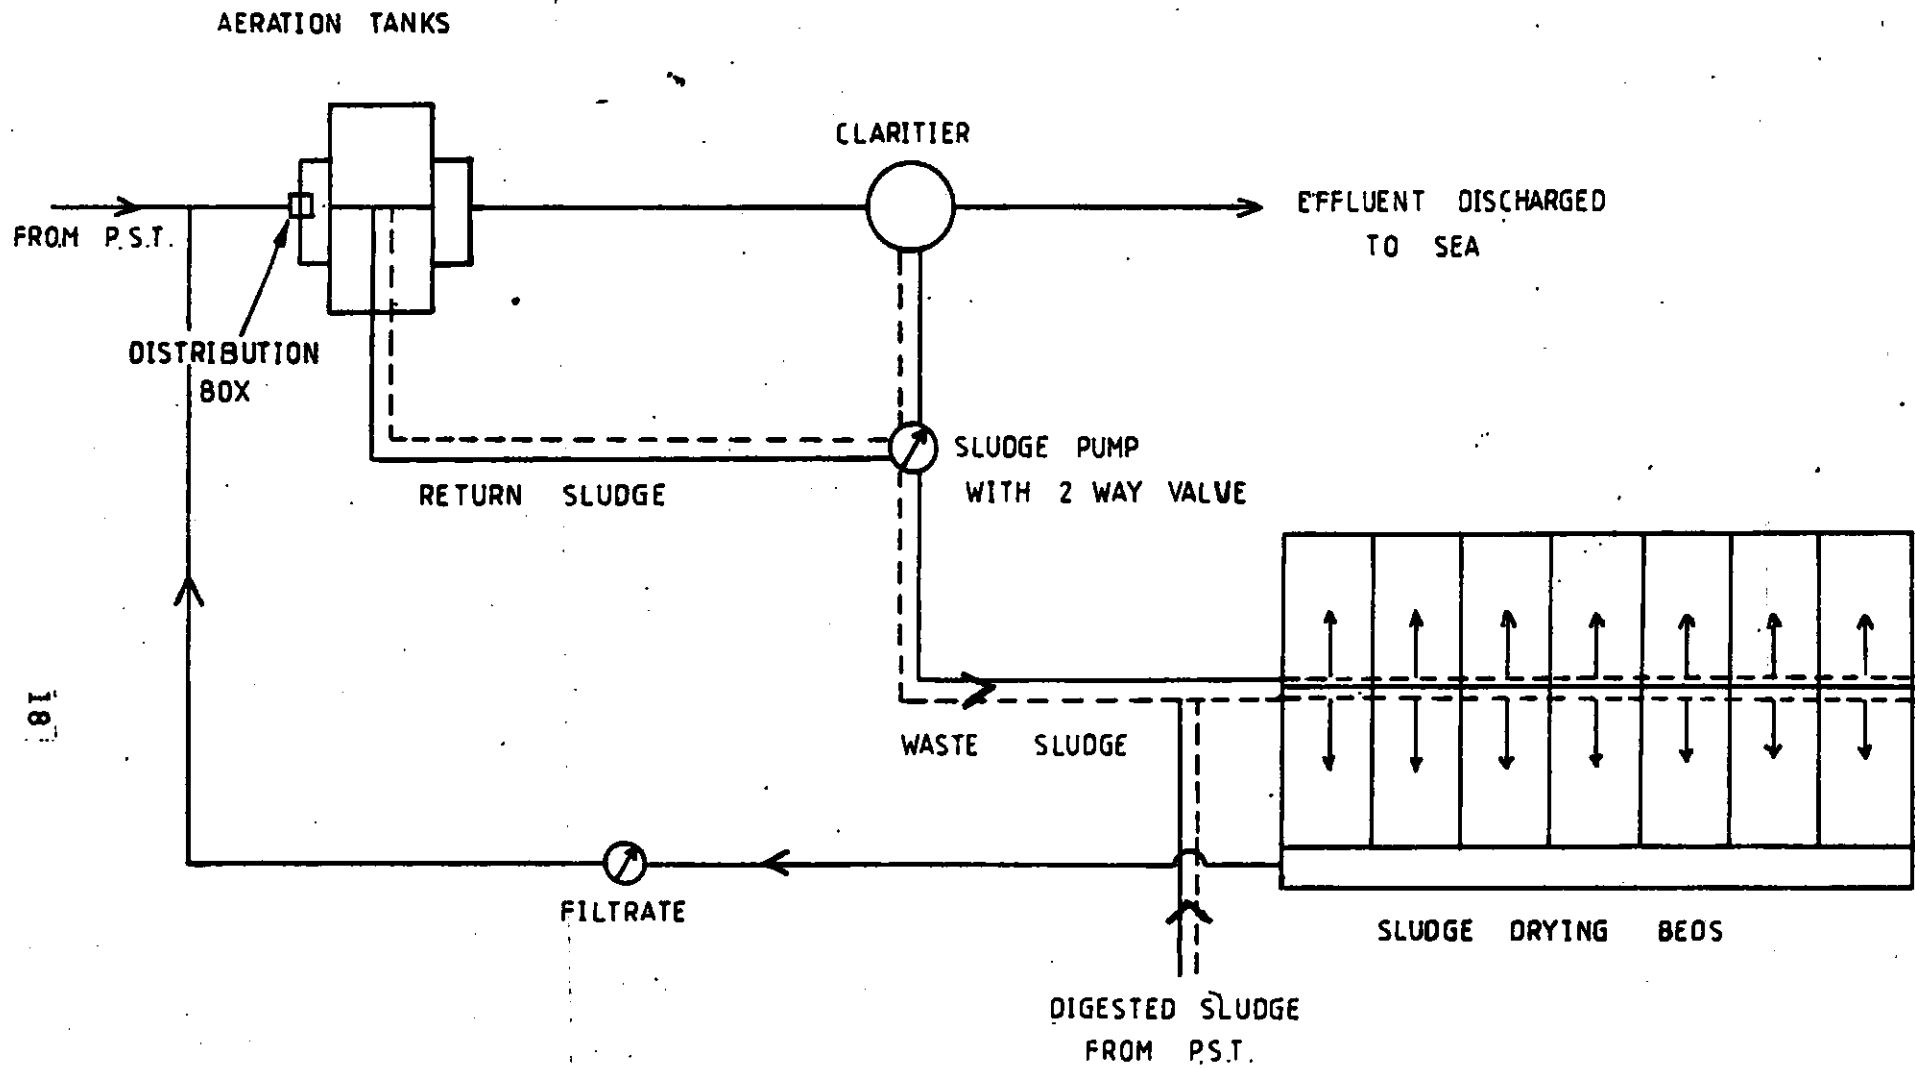 AERATION TANKS
CLARITIER
EFFLUENT DISCHARGED
TO SEA
FROM P.S.T.
DISTRIBUTION
BOX
SLUDGE PUMP
WITH 2 WAY VALUE
RETURN SLUDGE
WASTE SLUDGE
FILTRATE
SLUDGE DRYING BEDS
DIGESTED SLUDGE
FROM P.S.T.
81